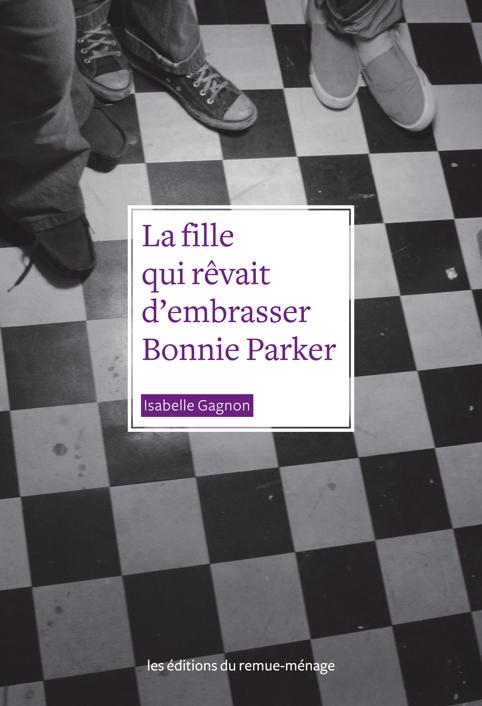 La fille
qui rêvait
d’embrasser
Bonnie Parker
Isabelle Gagnon
les éditions du remue-ménage